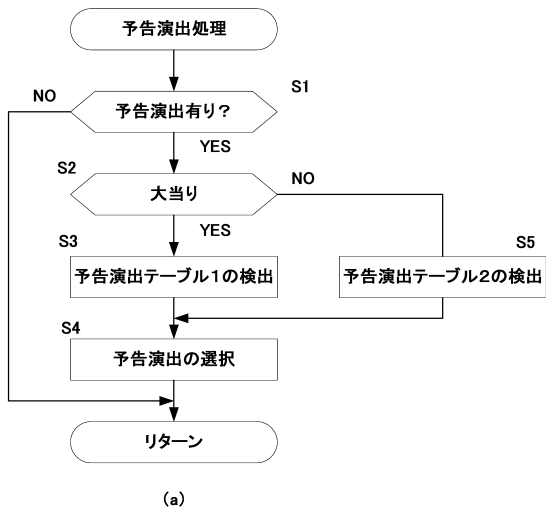 予告演出処理
S1
NO
予告演出有り?
YES
S2
NO
大当り
YES
S3
S5
予告演出テーブル1の検出
予告演出テーブル2の検出
S4
予告演出の選択
リターン
(a)